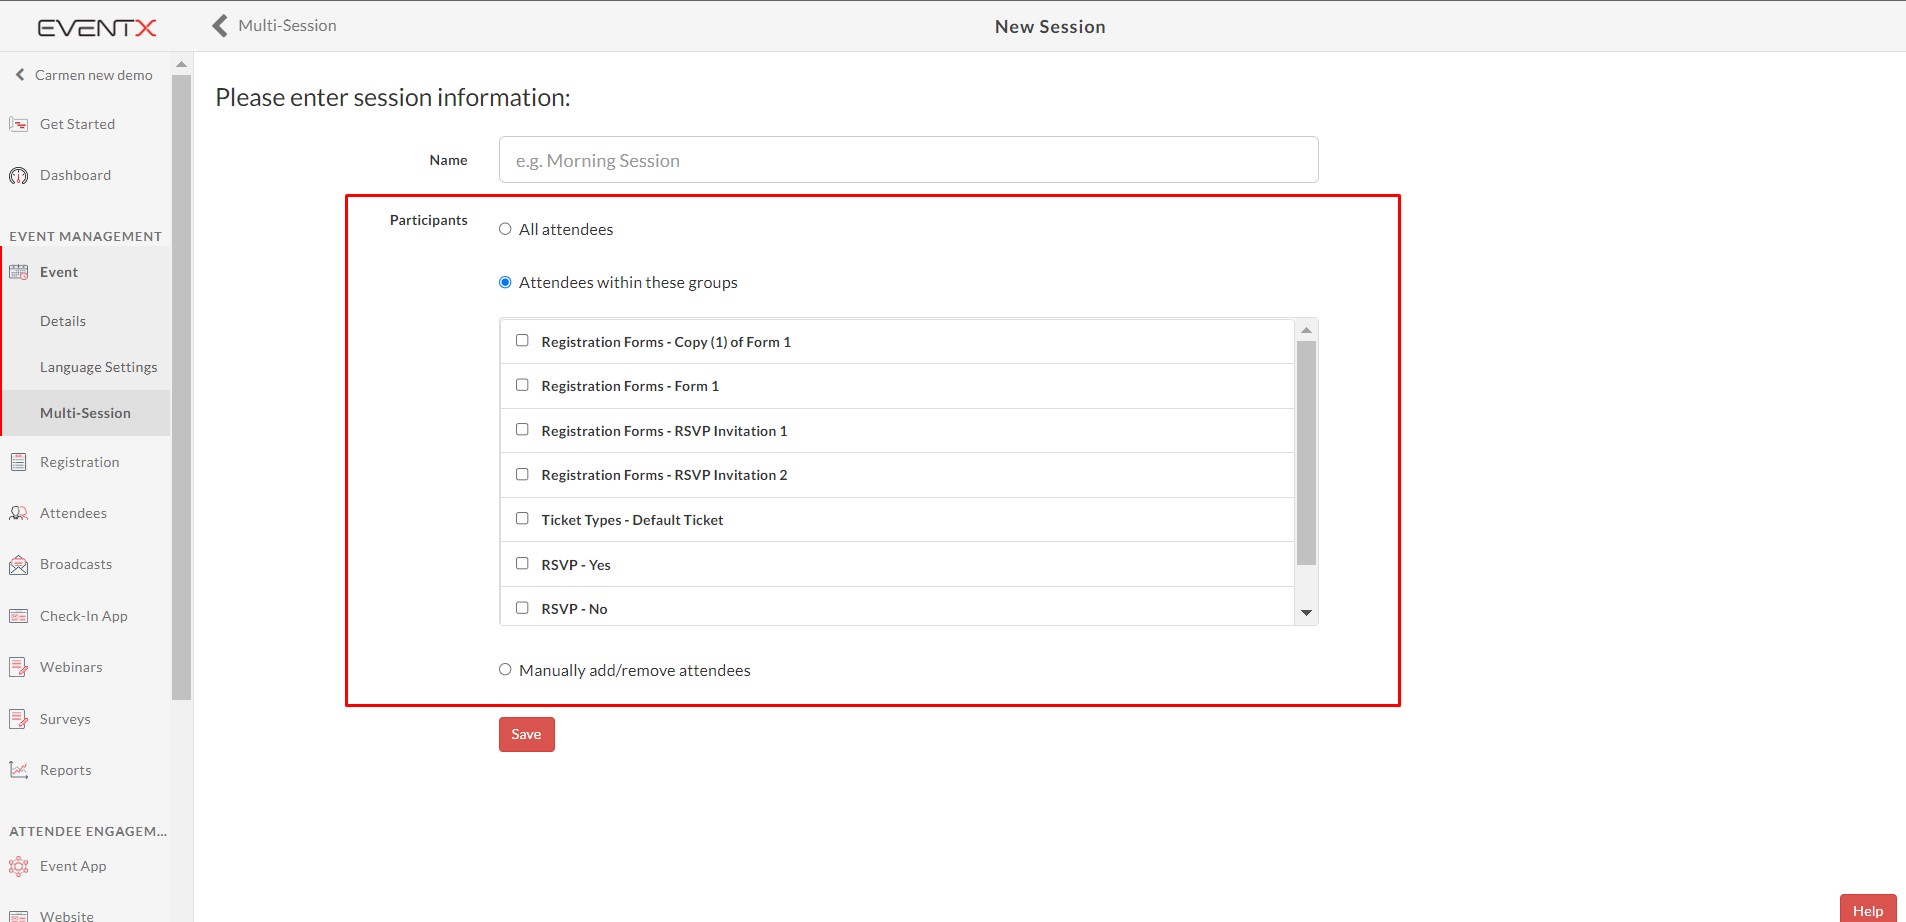 EVENTX
Multi-Session
New Session
Carmen new demo
Get Started
Dashboard
EVENT MANAGEMENT
Event
Details
Language Settings
Multi-Session
Registration
Attendees
Broadcasts
Check-In App
Webinars
Surveys
Reports
ATTENDEE ENGAGEM...
Event App
Website
Please enter session information:
Name
e.g. Morning Session
Participants
All attendees
Attendees within these groups
Registration Forms - Copy (1) of Form 1
Registration Forms - Form 1
Registration Forms - RSVP Invitation 1
Registration Forms - RSVP Invitation 2
Ticket Types - Default Ticket
RSVP - Yes
RSVP - No
Manually add/remove attendees
Save
Help